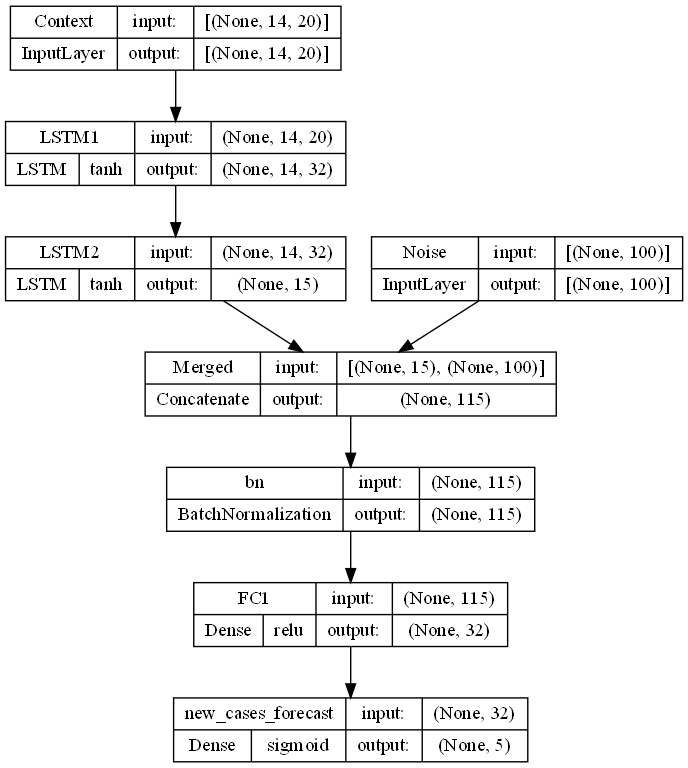 Context input: [(None, 14, 20)]
InputLayer output: [(None, 14, 20)]
LSTM1 input: (None, 14, 20)
LSTM tanh output: (None, 14, 32)
LSTM2 input: (None, 14, 32)
LSTM tanh output: (None, 15)
Noise input: [(None, 100)]
InputLayer output: [(None, 100)]
Merged input: [(None, 15), (None, 100)]
Concatenate output: (None, 115)
bn input: (None, 115)
BatchNormalization output: (None, 115)
FC1 input: (None, 115)
Dense relu output: (None, 32)
new_cases_forecast input: (None, 32)
Dense sigmoid output: (None, 5)